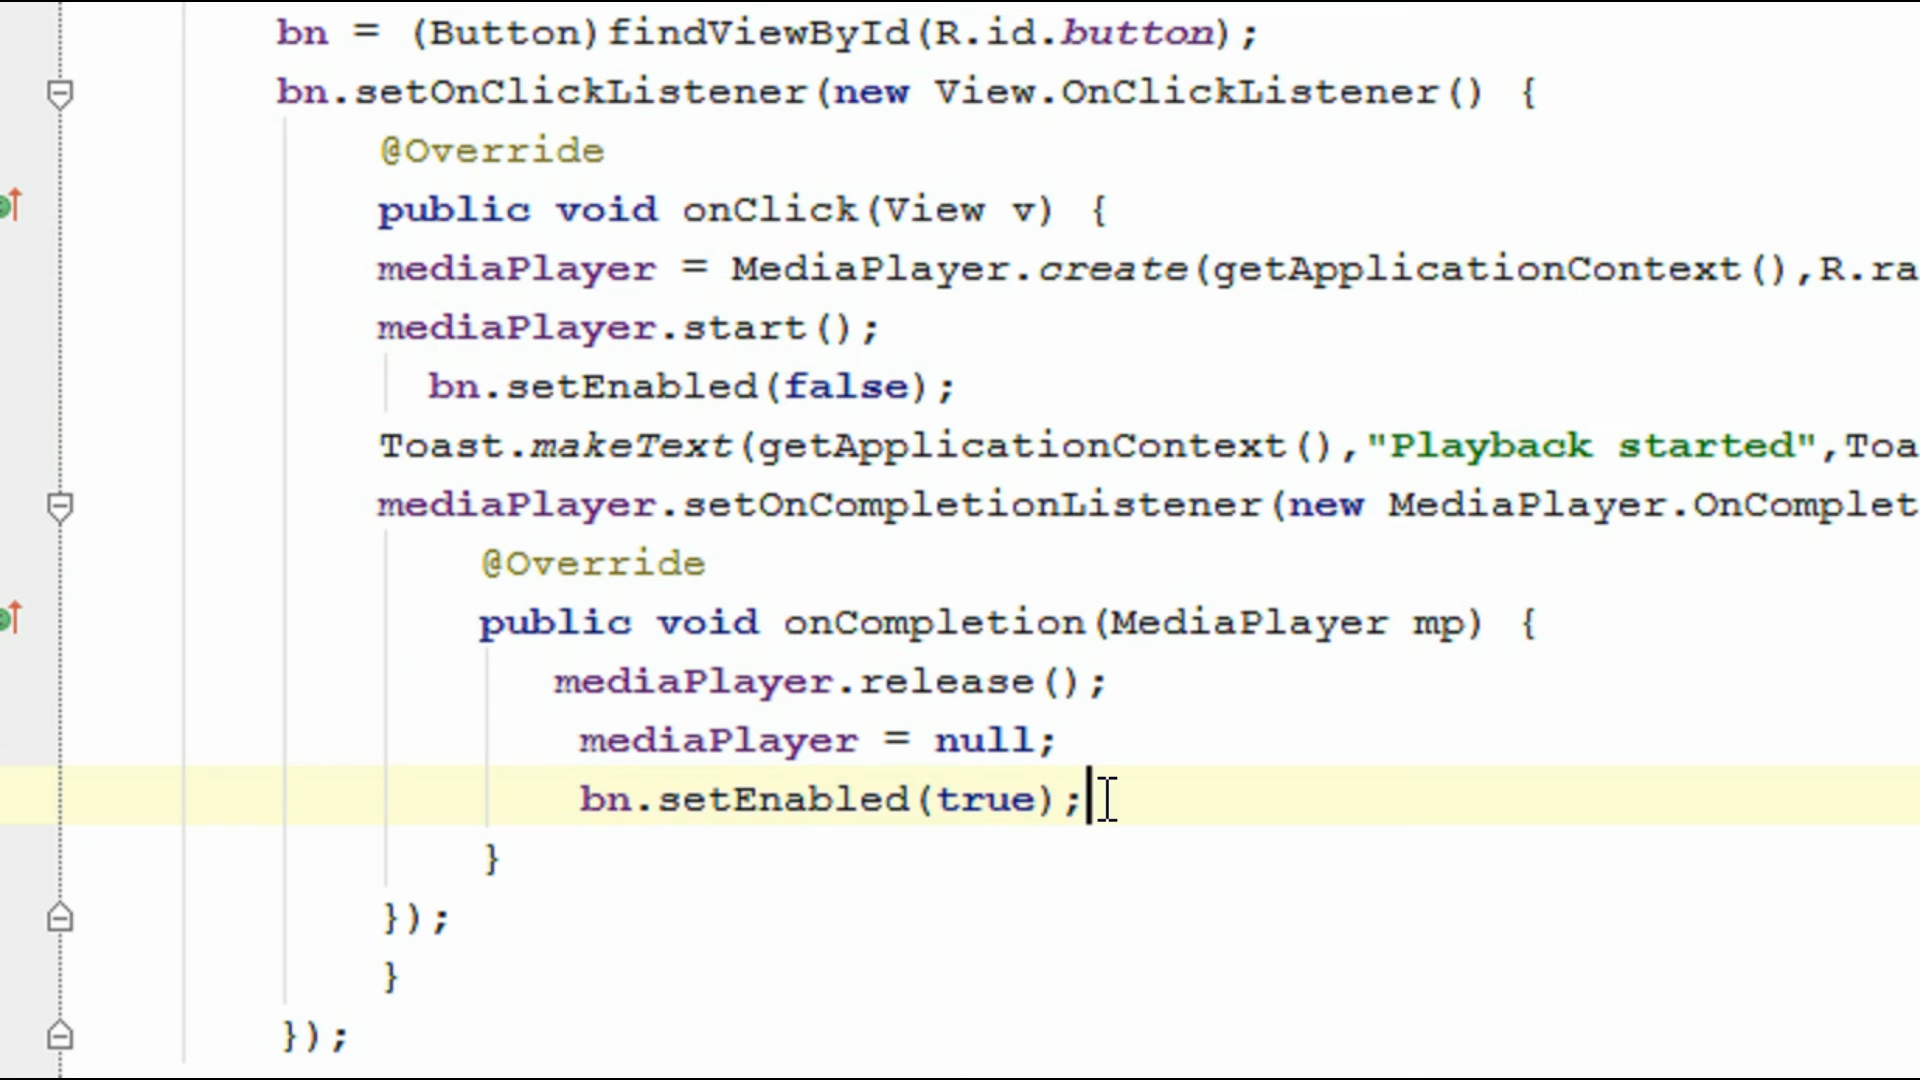 bn = (Button)findViewById(R.id.button);
bn.setOnClickListener(new View.OnClickListener() {
@Override
public void onClick(View v) {
mediaPlayer = MediaPlayer.create(getApplicationContext(),R.ra
mediaPlayer.start();
bn.setEnabled(false);
Toast.makeText(getApplicationContext(),"Playback started",Toa
mediaPlayer.setOnCompletionListener(new MediaPlayer.OnComplet
@Override
public void onCompletion(MediaPlayer mp) {
mediaPlayer.release();
mediaPlayer = null;
bn.setEnabled(true);
}
});
}
});